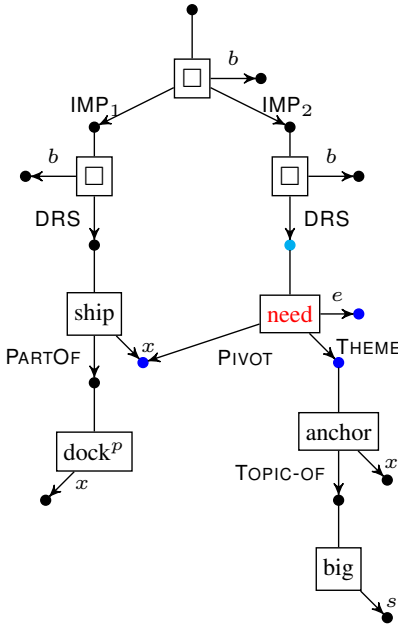 b
IMP₁ IMP₂
b b
DRS DRS
ship need e
x
PARTOF PIVOT THEME
dockᵖ anchor
x x
TOPIC-OF
big
s